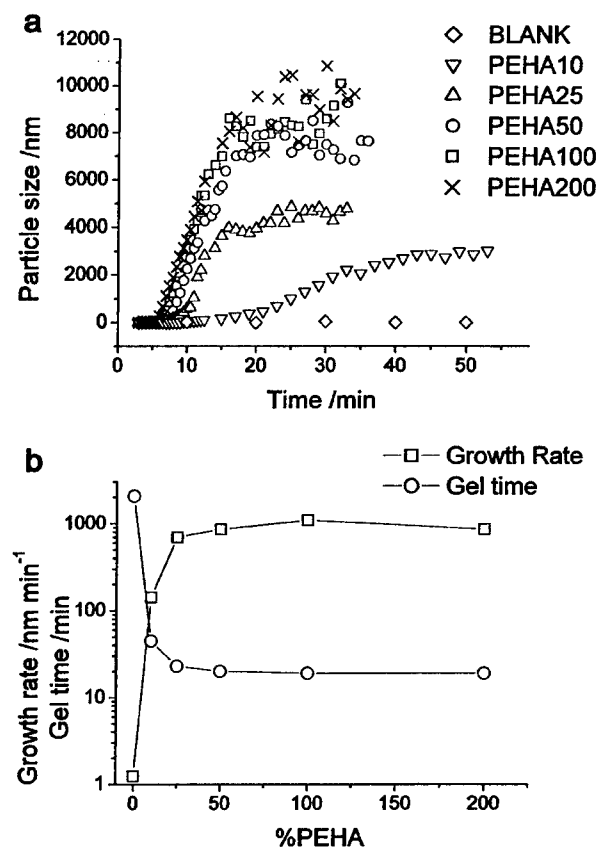 a
12000
10000
8000
6000
4000
2000
0
Particle size /nm
10 20 30 40 50
Time /min
BLANK
PEHA10
PEHA25
PEHA50
PEHA100
PEHA200
b
Growth Rate
Gel time
1000
100
10
1
Growth rate /nm min⁻¹
Gel time /min
0 50 100 150 200
%PEHA